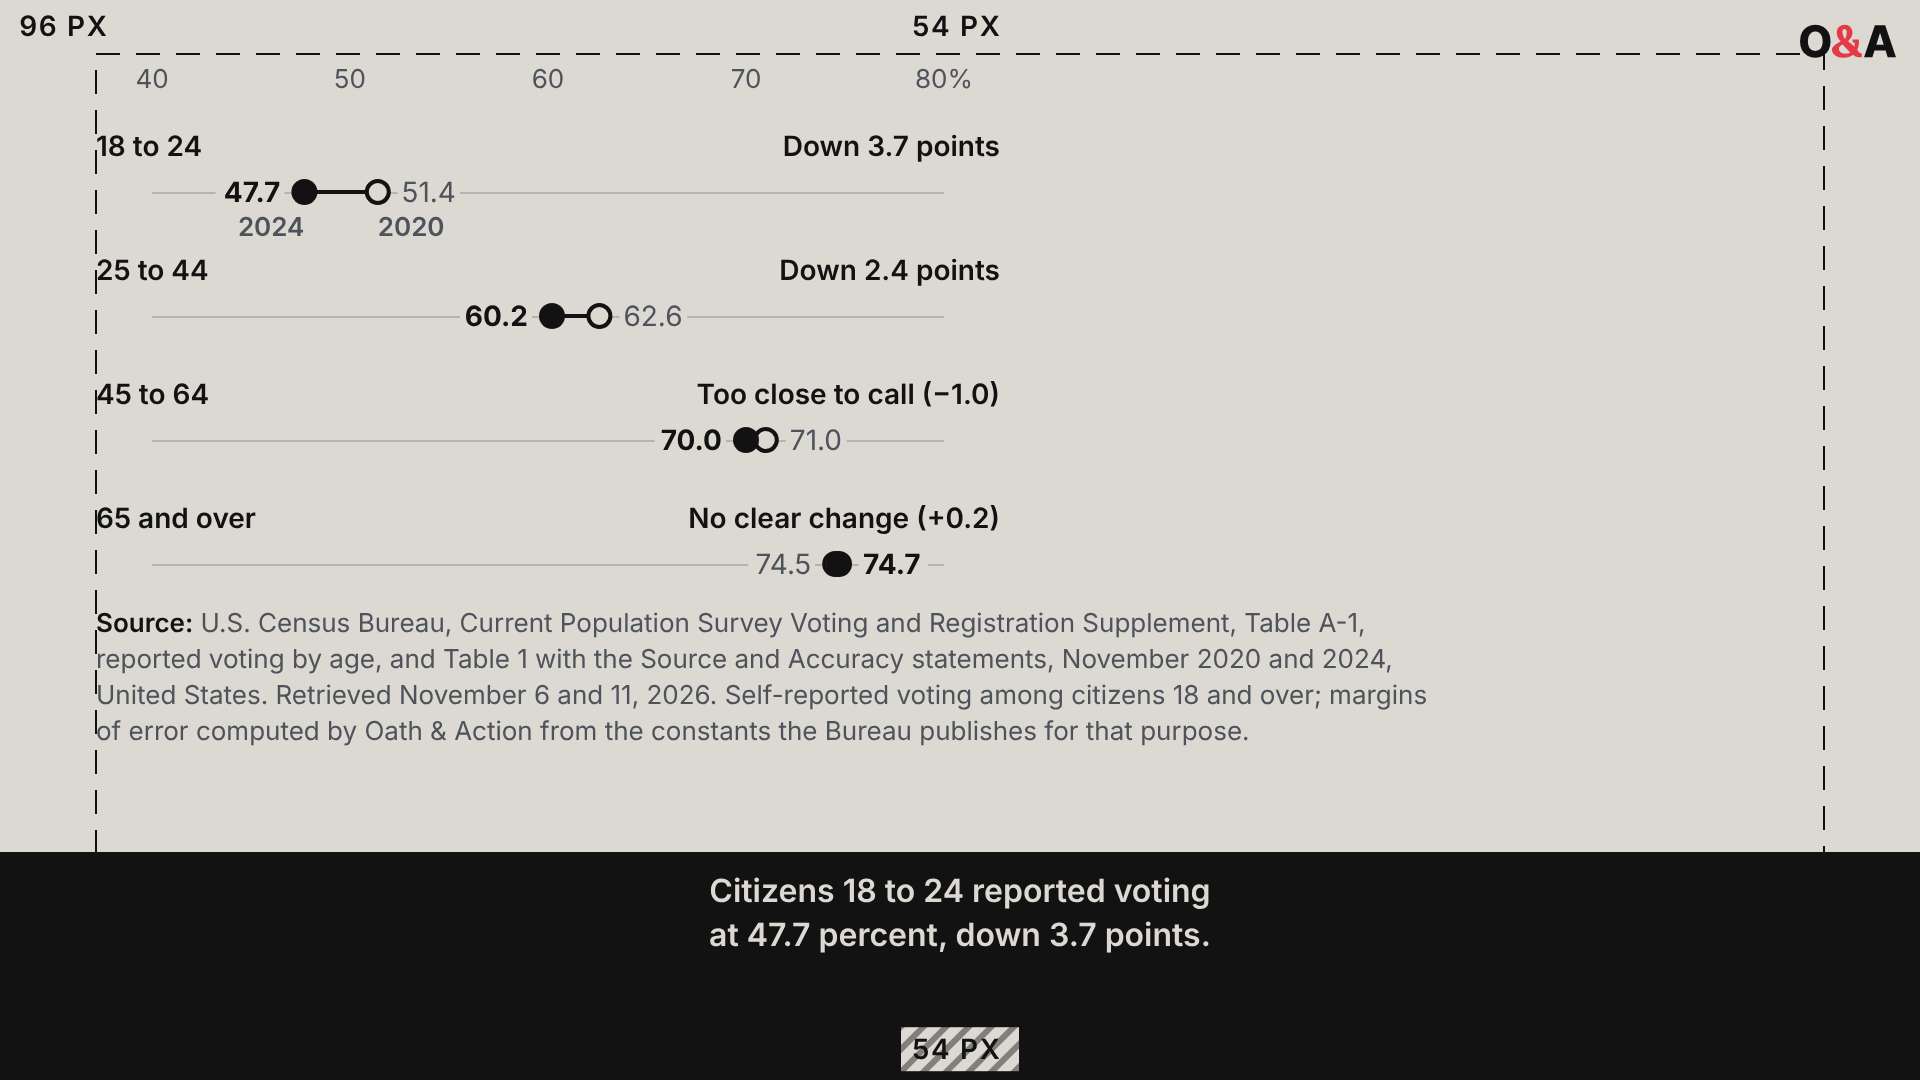 96 PX
54 PX
O&A
40 50 60 70 80%
18 to 24 Down 3.7 points
47.7 51.4
2024 2020
25 to 44 Down 2.4 points
60.2 62.6
45 to 64 Too close to call (−1.0)
70.0 71.0
65 and over No clear change (+0.2)
74.5 74.7
Source: U.S. Census Bureau, Current Population Survey Voting and Registration Supplement, Table A-1,
reported voting by age, and Table 1 with the Source and Accuracy statements, November 2020 and 2024,
United States. Retrieved November 6 and 11, 2026. Self-reported voting among citizens 18 and over; margins
of error computed by Oath & Action from the constants the Bureau publishes for that purpose.
Citizens 18 to 24 reported voting
at 47.7 percent, down 3.7 points.
54 PX